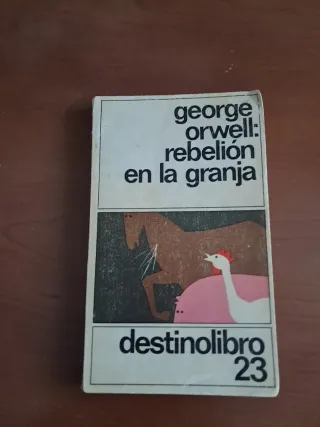 george
orwell:
rebelión
en la granja
destinolibro
23